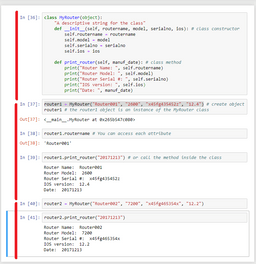 In [36]: class MyRouter(object):
"A descriptive string for the class"
def __init__(self, routername, model, serialno, ios): # class constructor
self.routername = routername
self.model = model
self.serialno = serialno
self.ios = ios
def print_router(self, manuf_date): # class method
print("Router Name: ", self.routername)
print("Router Model: ", self.model)
print("Router Serial #: ", self.serialno)
print("IOS version: ", self.ios)
print("Date: ", manuf_date)
In [37]: router1 = MyRouter("Router001", "2600", "x45fg4345452", "12.4") # create object
router1 # the router1 object is an instance of the MyRouter class
Out[37]: <__main__.MyRouter at
In [38]: router1.routername # You can access each attribute
Out[38]: 'Router001'
In [39]: router1.print_router("20171213") # or call the method inside the class
Router Name: Router001
Router Model: 2600
Router Serial #:
IOS version: 12.4
Date: 20171213
In [40]: router2 = MyRouter("Router002", "7200", "12.2")
In [41]: router2.print_router("20171213")
Router Name: Router002
Router Model: 7200
Router Serial #:
IOS version: 12.2
Date: 20171213